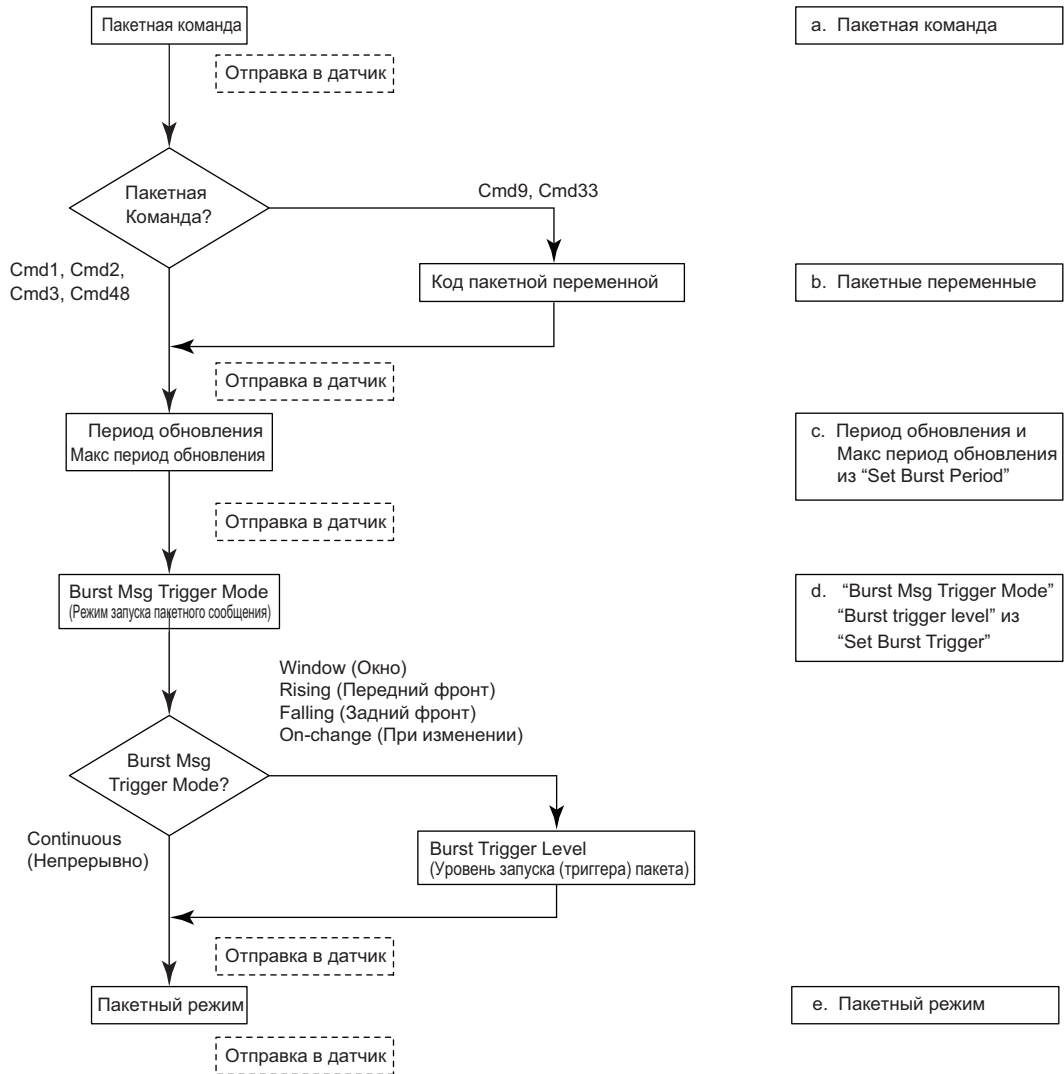 Пакетная команда
a. Пакетная команда
Отправка в датчик
Пакетная
Команда?
Cmd9, Cmd33
Cmd1, Cmd2,
Cmd3, Cmd48
Код пакетной переменной
b. Пакетные переменные
Отправка в датчик
Период обновления
Макс период обновления
c. Период обновления и
Макс период обновления
из “Set Burst Period”
Отправка в датчик
Burst Msg Trigger Mode
(Режим запуска пакетного сообщения)
d. “Burst Msg Trigger Mode”
“Burst trigger level” из
“Set Burst Trigger”
Window (Окно)
Rising (Передний фронт)
Falling (Задний фронт)
On-change (При изменении)
Burst Msg
Trigger Mode?
Continuous
(Непрерывно)
Burst Trigger Level
(Уровень запуска (триггера) пакета)
Отправка в датчик
Пакетный режим
e. Пакетный режим
Отправка в датчик